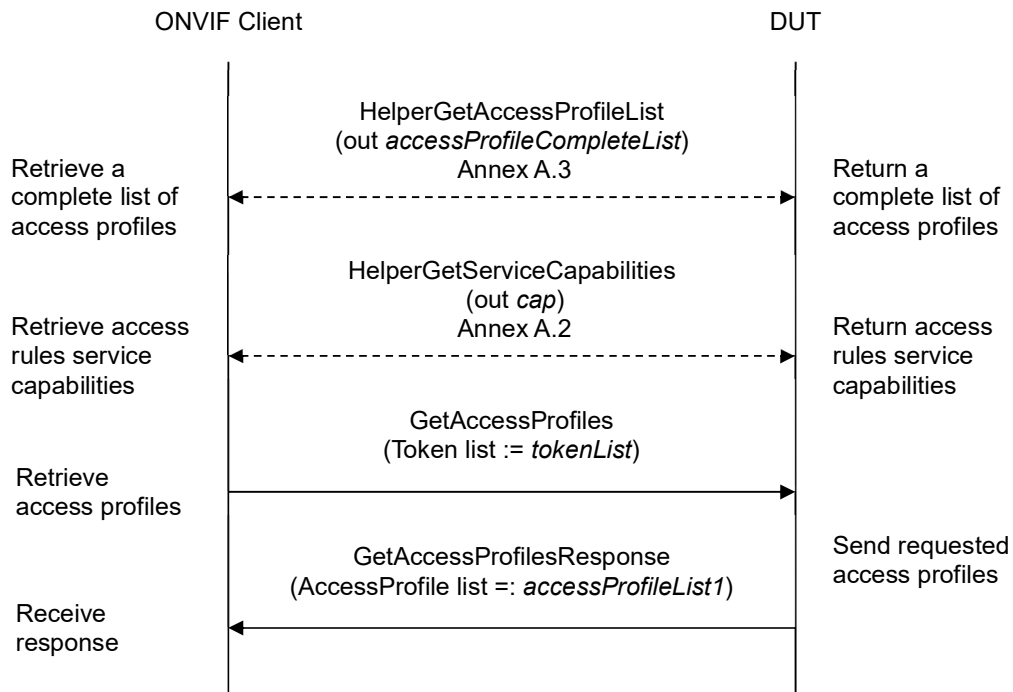 ONVIF Client
DUT
HelperGetAccessProfileList
(out accessProfileCompleteList)
Annex A.3
Retrieve a
complete list of
access profiles
Return a
complete list of
access profiles
HelperGetServiceCapabilities
(out cap)
Annex A.2
Retrieve access
rules service
capabilities
Return access
rules service
capabilities
GetAccessProfiles
(Token list := tokenList)
Retrieve
access profiles
GetAccessProfilesResponse
(AccessProfile list =: accessProfileList1)
Send requested
access profiles
Receive
response